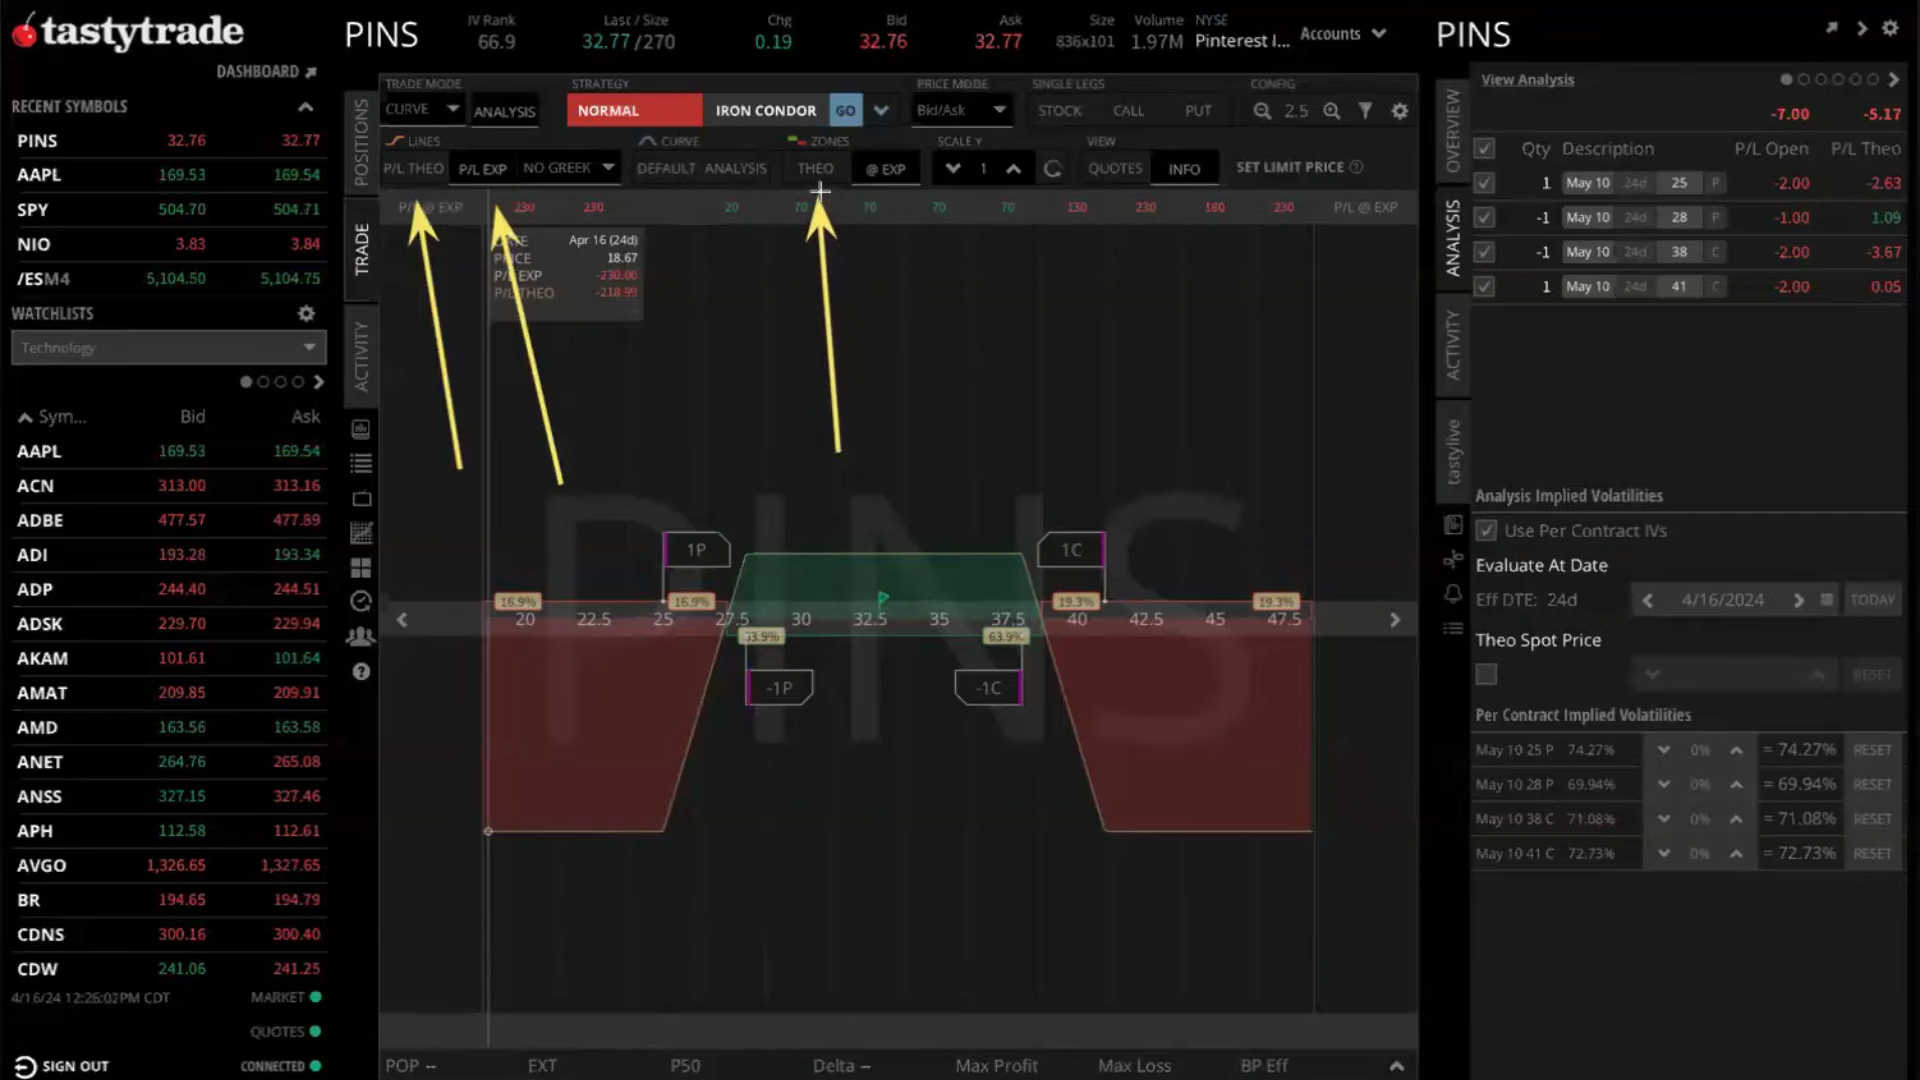 tastytrade
DASHBOARD
RECENT SYMBOLS
PINS 32.76 32.77
AAPL 169.53 169.54
SPY 504.70 504.71
NIO 3.83 3.84
/ESM4 5,104.50 5,104.75
WATCHLISTS
Technology
Sym... Bid Ask
AAPL 169.53 169.54
ACN 313.00 313.16
ADBE 477.57 477.89
ADI 193.28 193.34
ADP 244.40 244.51
ADSK 229.70 229.94
AKAM 101.61 101.64
AMAT 209.85 209.91
AMD 163.56 163.58
ANET 264.76 265.08
ANSS 327.15 327.46
APH 112.58 112.61
AVGO 1,326.65 1,327.65
BR 194.65 194.79
CDNS 300.16 300.40
CDW 241.06 241.25
4/16/24 12:26:02PM CDT MARKET
QUOTES
SIGN OUT CONNECTED
POSITIONS
TRADE
ACTIVITY
PINS
IV Rank Last / Size Chg Bid Ask Size Volume NYSE
66.9 32.77 /270 0.19 32.76 32.77 836x101 1.97M Pinterest I... Accounts
TRADE MODE STRATEGY PRICE MODE SINGLE LEGS CONFIG
CURVE ANALYSIS NORMAL IRON CONDOR GO Bid/Ask STOCK CALL PUT 2.5
LINES CURVE ZONES SCALE Y VIEW
P/L THEO P/L EXP NO GREEK DEFAULT ANALYSIS THEO @ EXP 1 QUOTES INFO SET LIMIT PRICE
P/L @ EXP 230 230 20 70 70 70 70 130 230 180 230 P/L @ EXP
DATE Apr 16 (24d)
PRICE 18.67
P/L EXP -230.00
P/L THEO -218.99
PINS
1P 1C
16.9% 16.9% 19.3% 19.3%
20 22.5 25 27.5 30 32.5 35 37.5 40 42.5 45 47.5
63.9%
-1P -1C
POP -- EXT P50 Delta -- Max Profit Max Loss BP Eff
PINS
OVERVIEW
ANALYSIS
ACTIVITY
tastylive
View Analysis
-7.00 -5.17
Qty Description P/L Open P/L Theo
1 May 10 24d 25 P -2.00 -2.63
-1 May 10 24d 28 P -1.00 1.09
-1 May 10 24d 38 C -2.00 -3.67
1 May 10 24d 41 C -2.00 0.05
Analysis Implied Volatilities
Use Per Contract IVs
Evaluate At Date
Eff DTE: 24d 4/16/2024 TODAY
Theo Spot Price
RESET
Per Contract Implied Volatilities
May 10 25 P 74.27% 0% = 74.27% RESET
May 10 28 P 69.94% 0% = 69.94% RESET
May 10 38 C 71.08% 0% = 71.08% RESET
May 10 41 C 72.73% 0% = 72.73% RESET